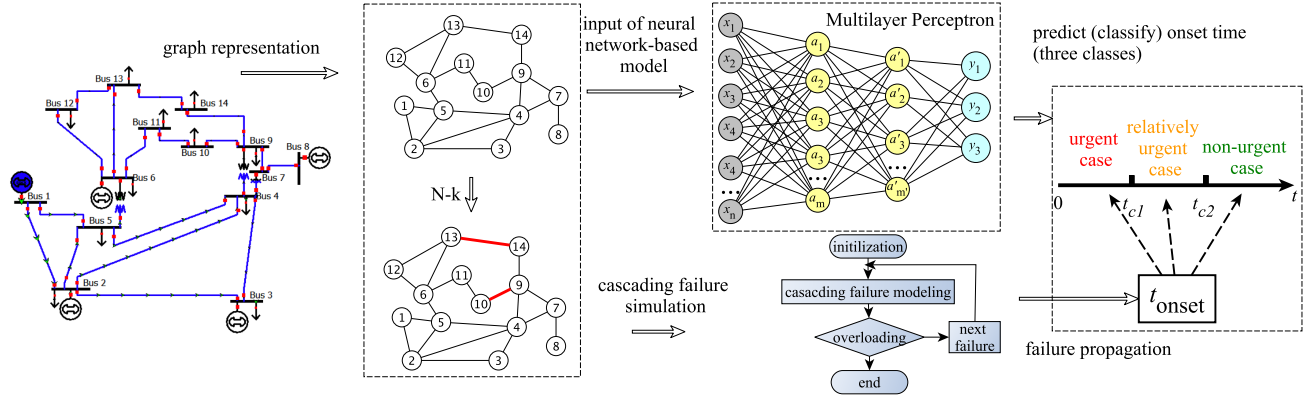 graph representation
Bus 13
Bus 12
Bus 14
Bus 11
Bus 10
Bus 9
Bus 8
Bus 7
Bus 6
Bus 4
Bus 1
Bus 5
Bus 2
Bus 3
13
14
12
11
9
6
10
7
1
5
4
8
2
3
N-k
13
14
12
11
9
6
10
7
1
5
4
8
2
3
input of neural
network-based
model
cascading failure
simulation
Multilayer Perceptron
x1
x2
x3
x4
x4
...
xn
a1
a2
a3
a3
...
am
a'1
a'2
a'3
...
a'm'
y1
y2
y3
initilization
casacding failure modeling
overloading
next
failure
end
predict (classify) onset time
(three classes)
urgent
case
relatively
urgent
case
non-urgent
case
0
tc1
tc2
t
tonset
failure propagation